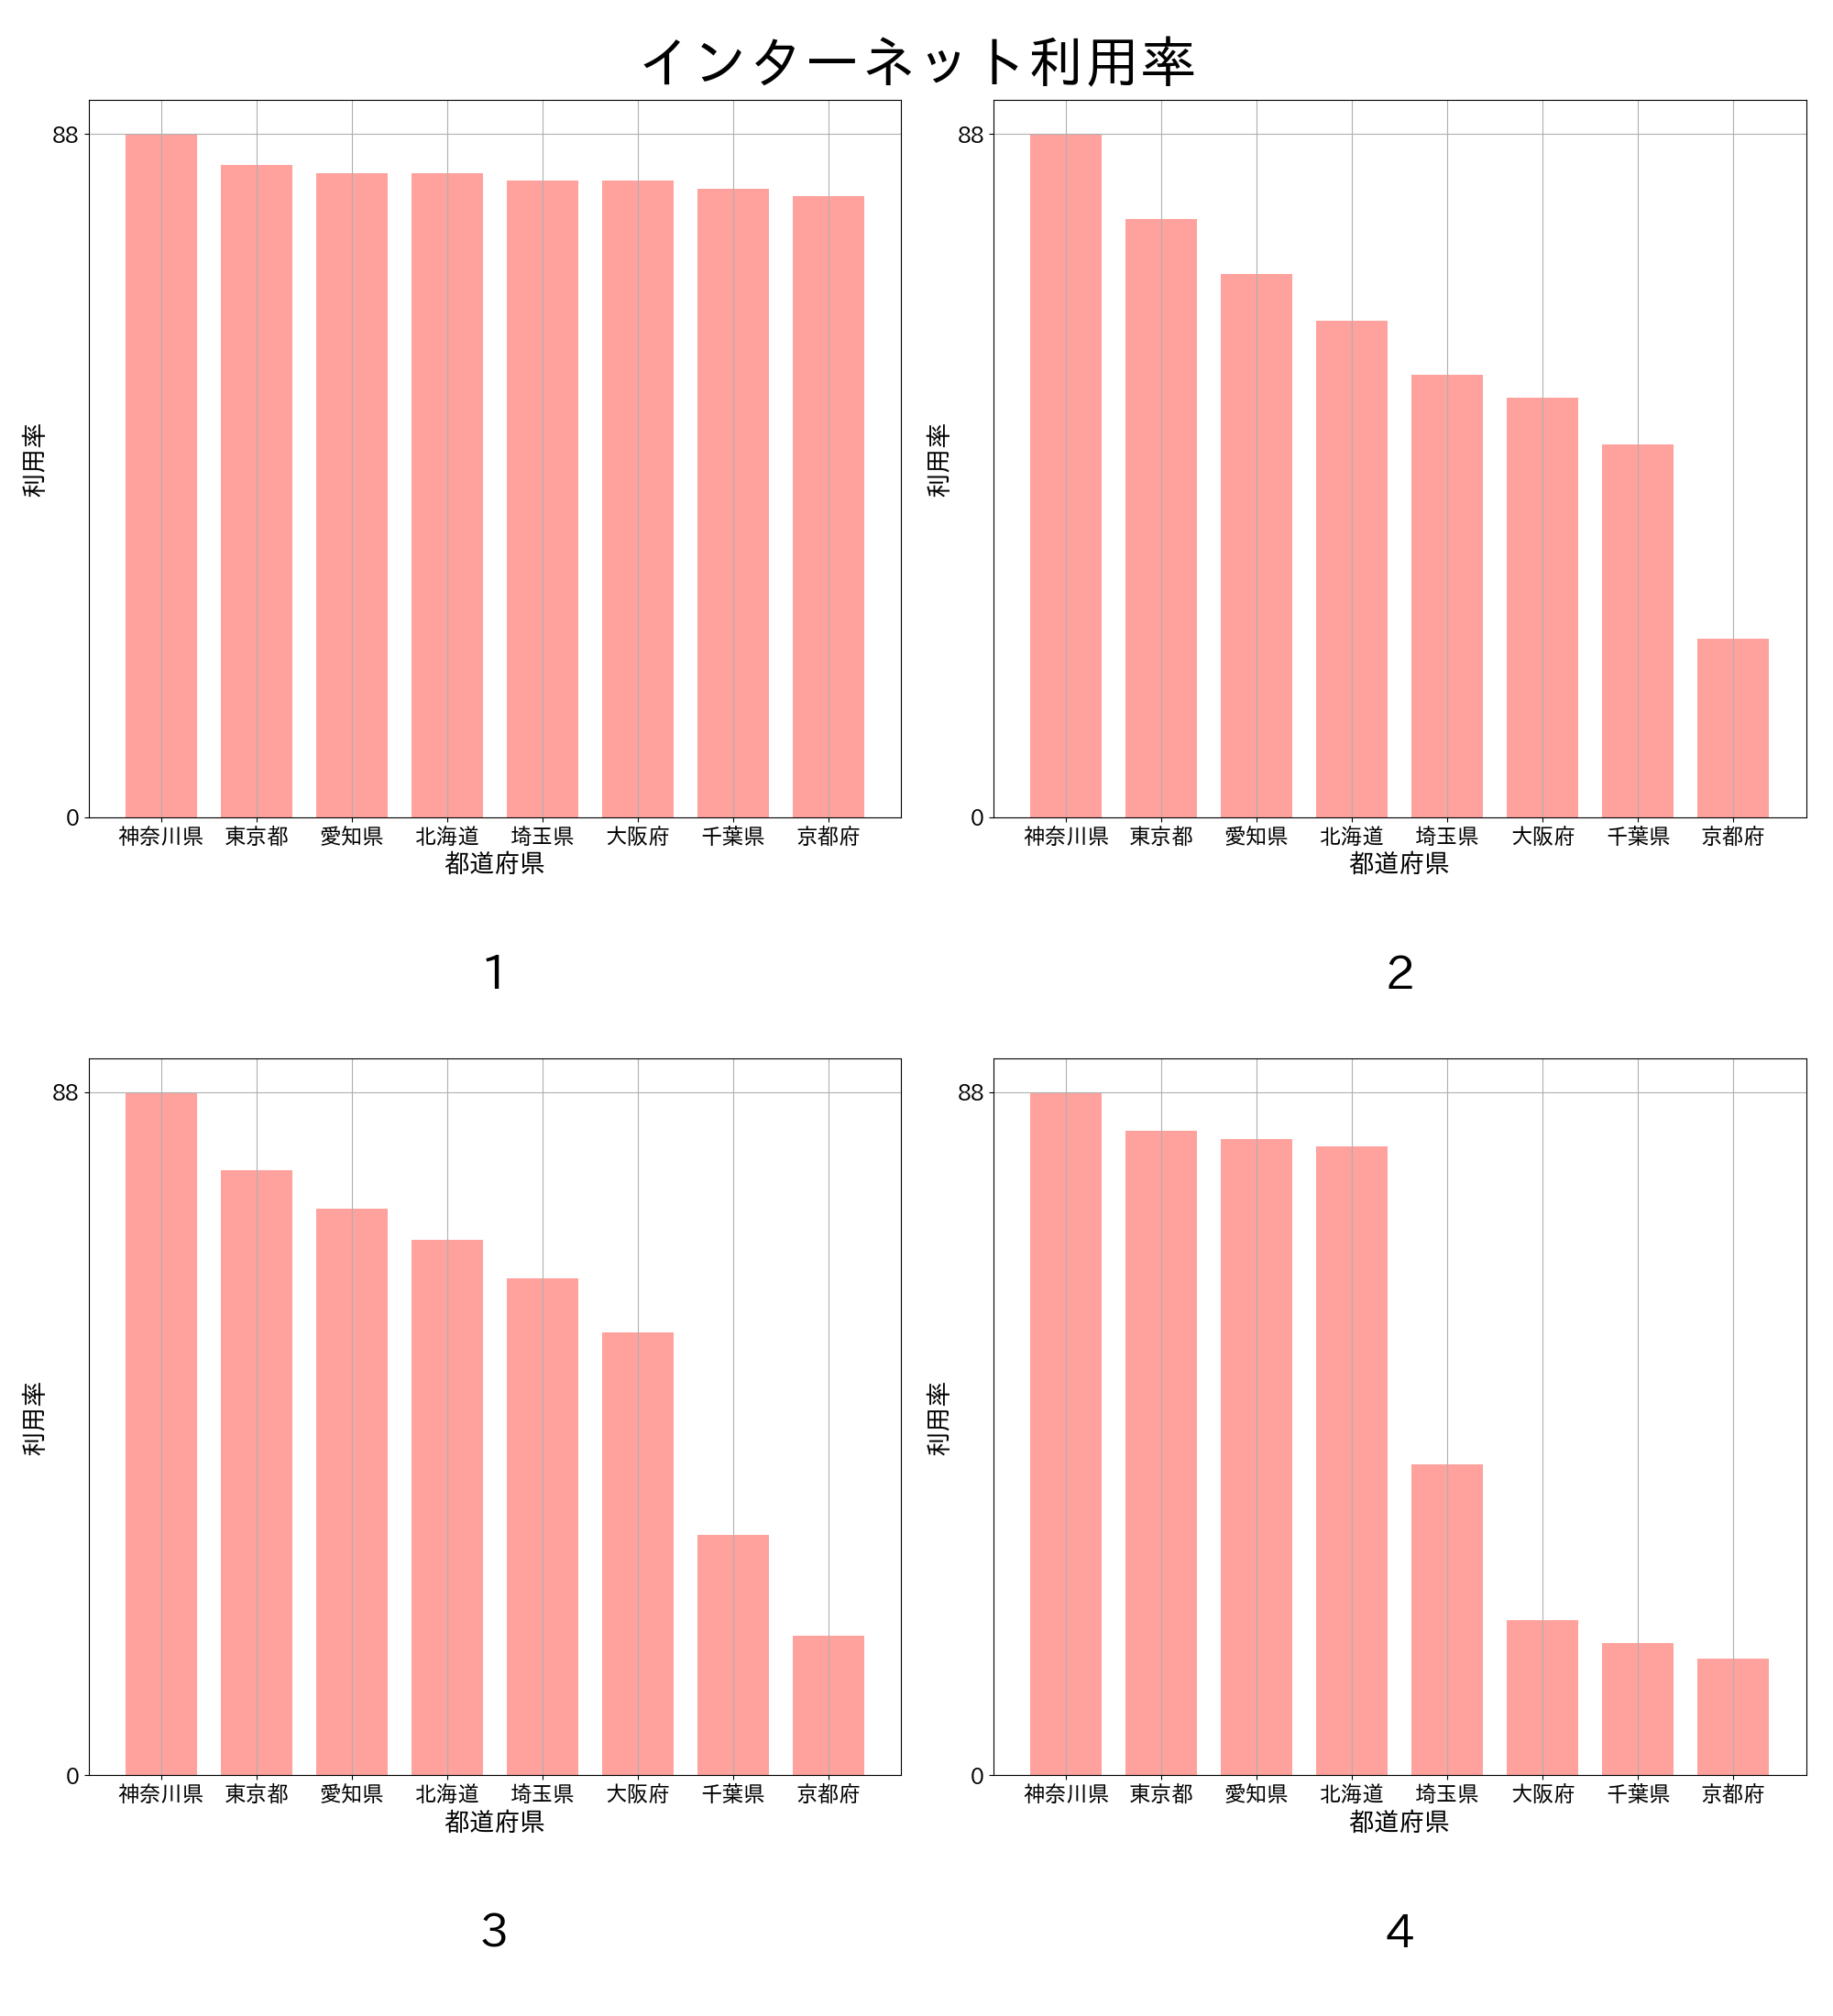 インターネット利用率
88
0
利用率
神奈川県 東京都 愛知県 北海道 埼玉県 大阪府 千葉県 京都府
都道府県
1
88
0
利用率
神奈川県 東京都 愛知県 北海道 埼玉県 大阪府 千葉県 京都府
都道府県
2
88
0
利用率
神奈川県 東京都 愛知県 北海道 埼玉県 大阪府 千葉県 京都府
都道府県
3
88
0
利用率
神奈川県 東京都 愛知県 北海道 埼玉県 大阪府 千葉県 京都府
都道府県
4